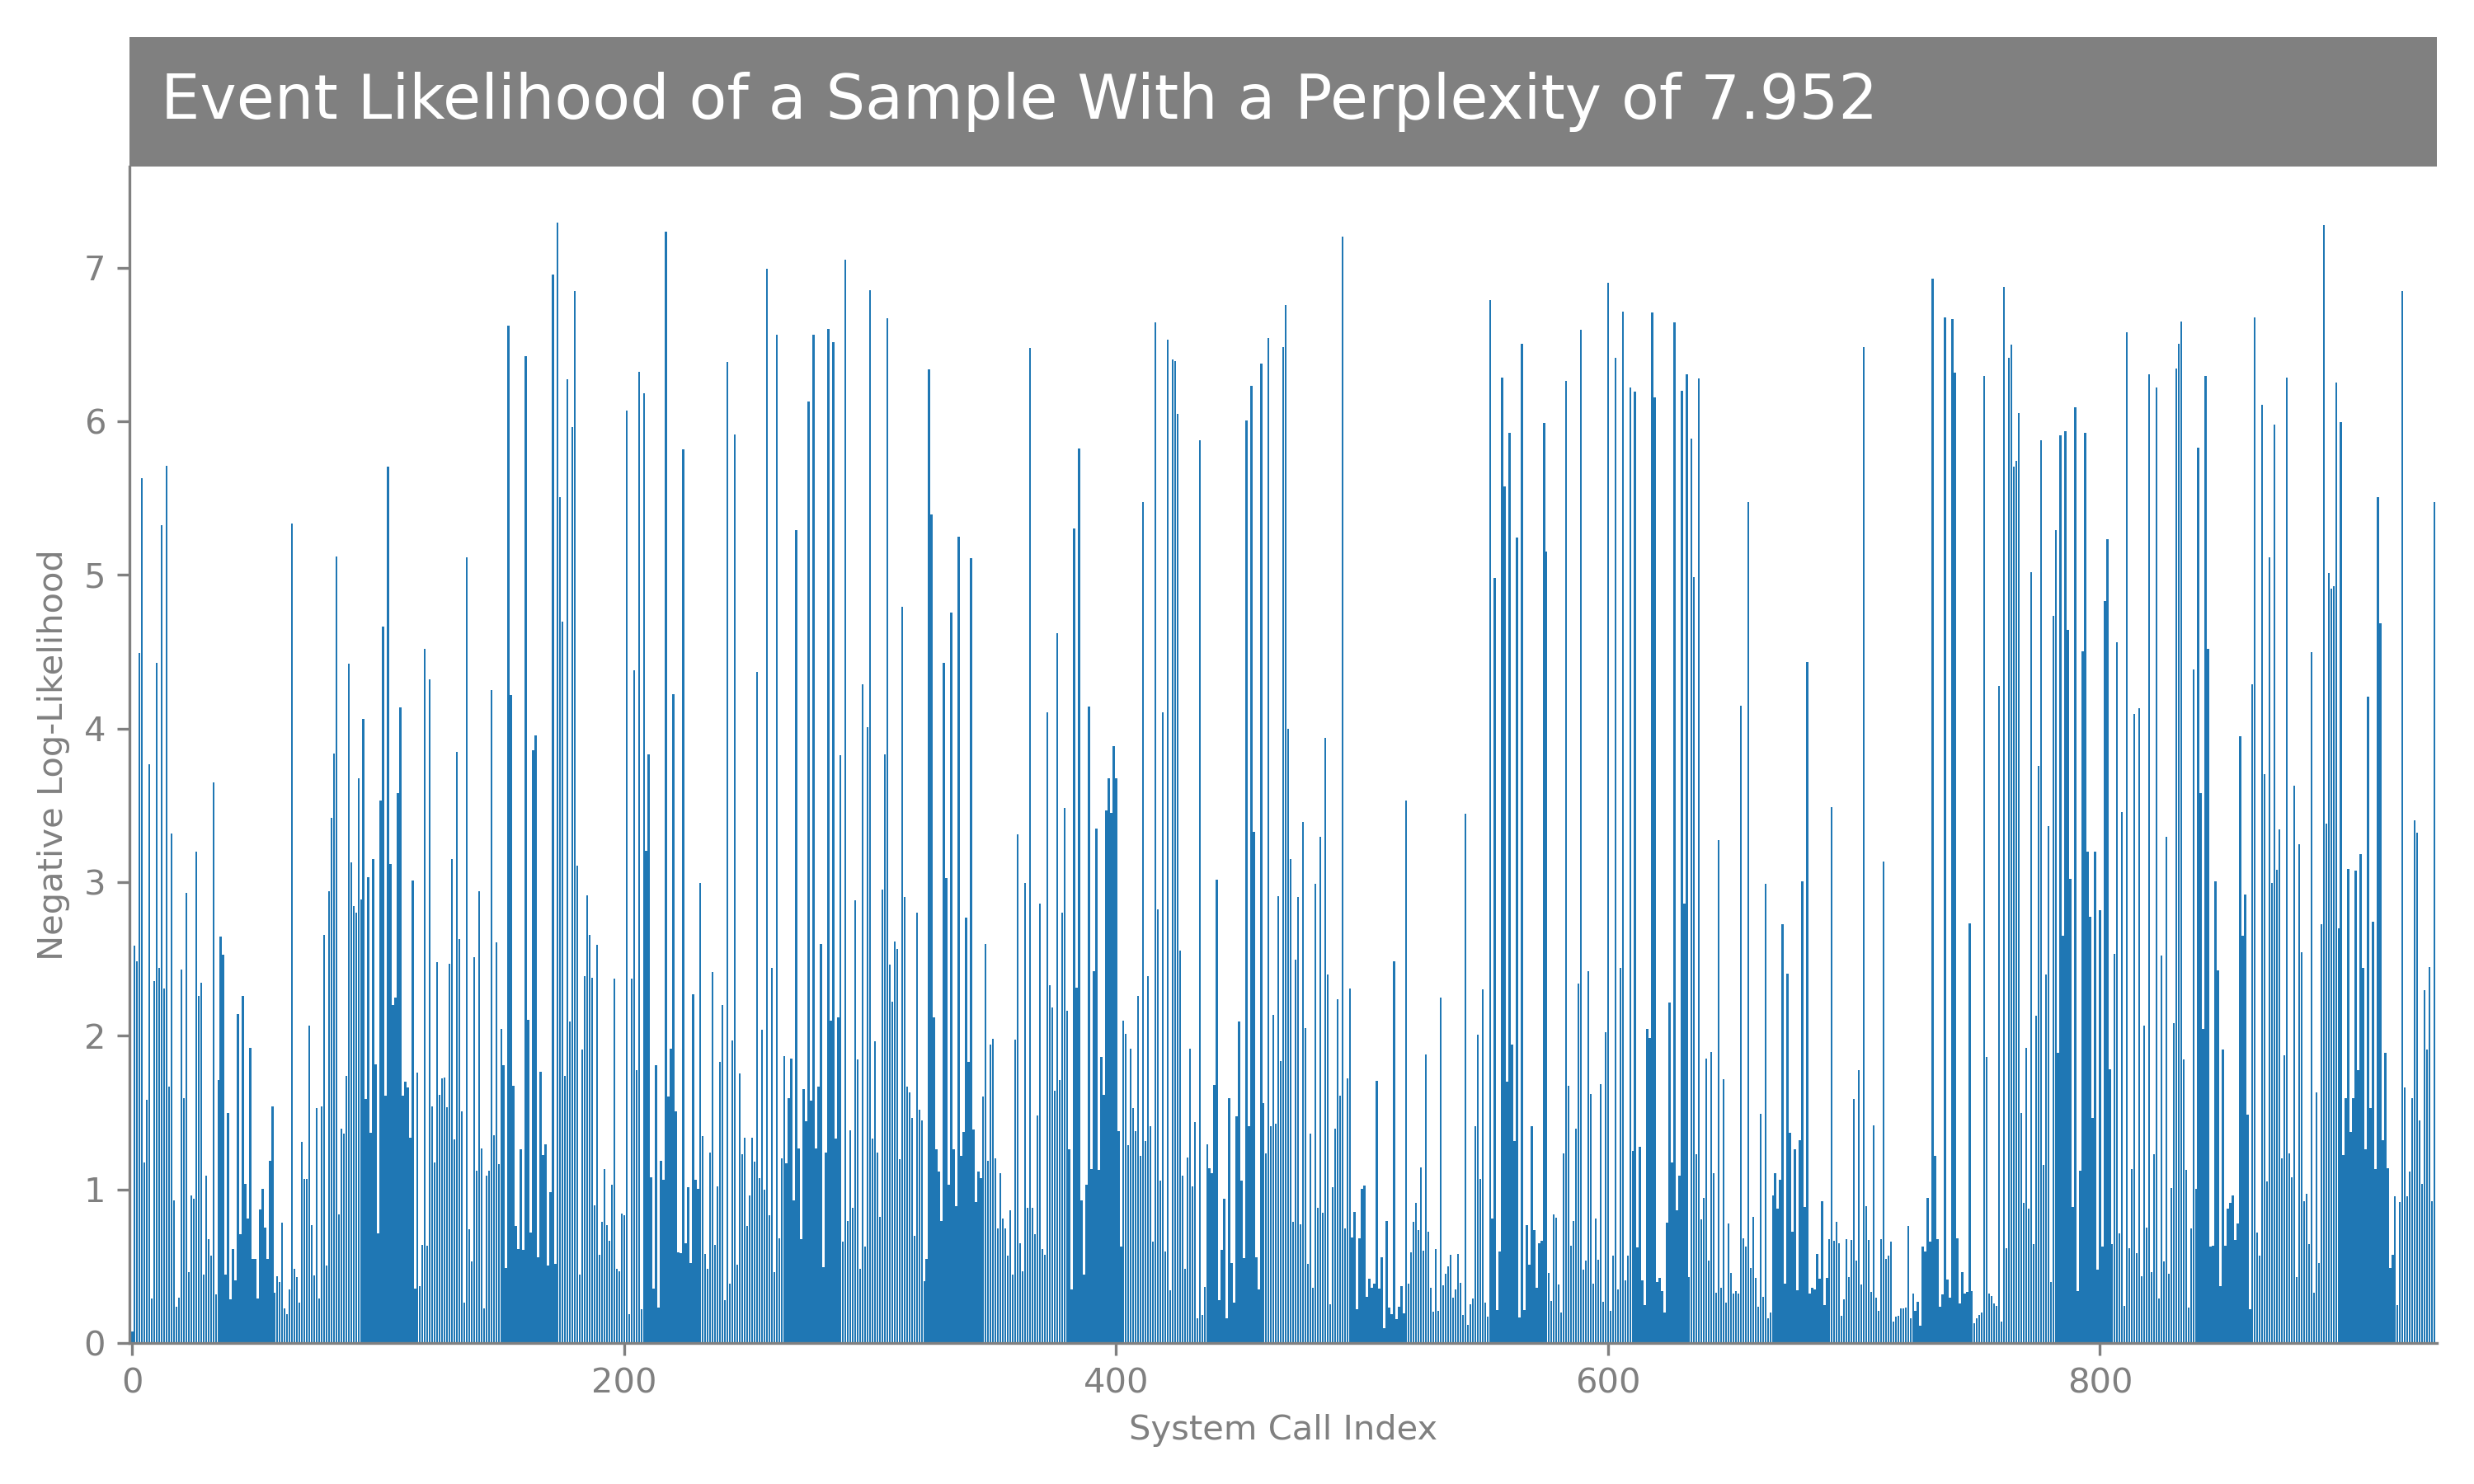 Event Likelihood of a Sample With a Perplexity of 7.952
Negative Log-Likelihood
7
6
5
4
3
2
1
0
0 200 400 600 800
System Call Index